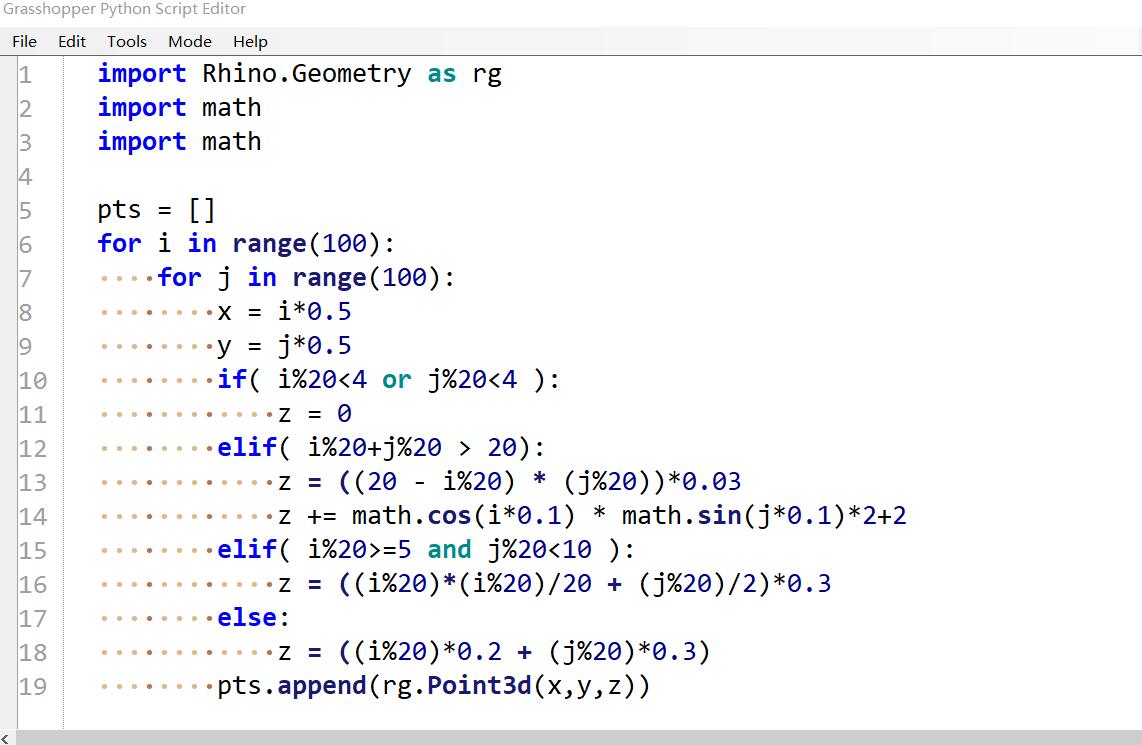 Grasshopper Python Script Editor
File Edit Tools Mode Help
1 import Rhino.Geometry as rg
2 import math
3 import math
4
5 pts = []
6 for i in range(100):
7     for j in range(100):
8         x = i*0.5
9         y = j*0.5
10         if( i%20<4 or j%20<4 ):
11             z = 0
12         elif( i%20+j%20 > 20):
13             z = ((20 - i%20) * (j%20))*0.03
14             z += math.cos(i*0.1) * math.sin(j*0.1)*2+2
15         elif( i%20>=5 and j%20<10 ):
16             z = ((i%20)*(i%20)/20 + (j%20)/2)*0.3
17         else:
18             z = ((i%20)*0.2 + (j%20)*0.3)
19         pts.append(rg.Point3d(x,y,z))